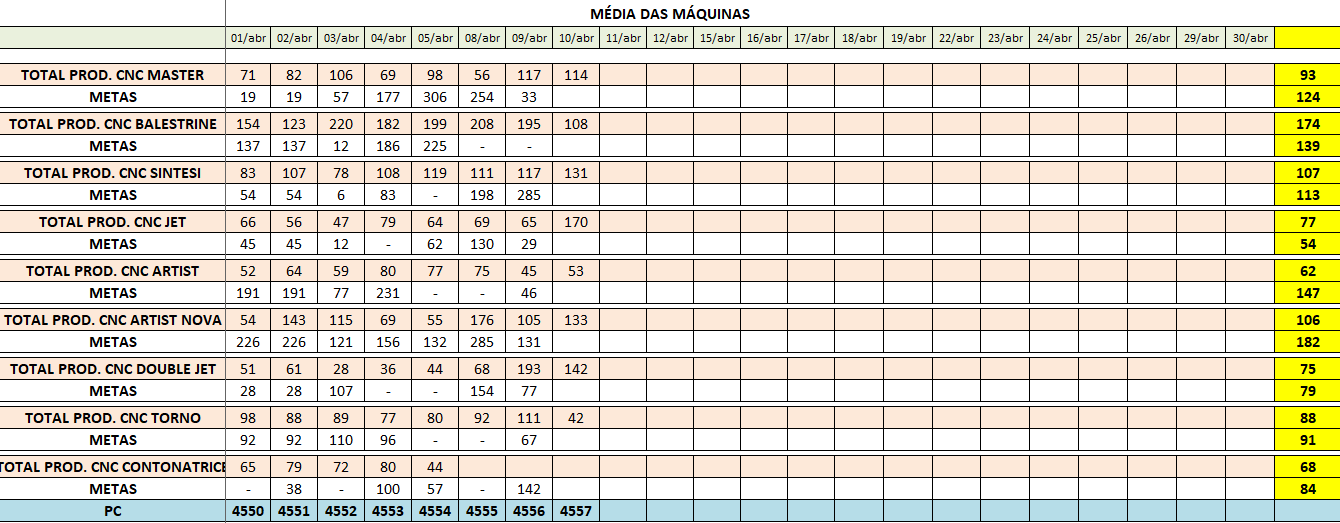 MÉDIA DAS MÁQUINAS
01/abr 02/abr 03/abr 04/abr 05/abr 08/abr 09/abr 10/abr 11/abr 12/abr 15/abr 16/abr 17/abr 18/abr 19/abr 22/abr 23/abr 24/abr 25/abr 26/abr 29/abr 30/abr
TOTAL PROD. CNC MASTER 71 82 106 69 98 56 117 114 93
METAS 19 19 57 177 306 254 33 124
TOTAL PROD. CNC BALESTRINE 154 123 220 182 199 208 195 108 174
METAS 137 137 12 186 225 - - 139
TOTAL PROD. CNC SINTESI 83 107 78 108 119 111 117 131 107
METAS 54 54 6 83 - 198 285 113
TOTAL PROD. CNC JET 66 56 47 79 64 69 65 170 77
METAS 45 45 12 - 62 130 29 54
TOTAL PROD. CNC ARTIST 52 64 59 80 77 75 45 53 62
METAS 191 191 77 231 - - 46 147
TOTAL PROD. CNC ARTIST NOVA 54 143 115 69 55 176 105 133 106
METAS 226 226 121 156 132 285 131 182
TOTAL PROD. CNC DOUBLE JET 51 61 28 36 44 68 193 142 75
METAS 28 28 107 - - 154 77 79
TOTAL PROD. CNC TORNO 98 88 89 77 80 92 111 42 88
METAS 92 92 110 96 - - 67 91
TOTAL PROD. CNC CONTONATRICE 65 79 72 80 44 68
METAS - 38 - 100 57 - 142 84
PC 4550 4551 4552 4553 4554 4555 4556 4557